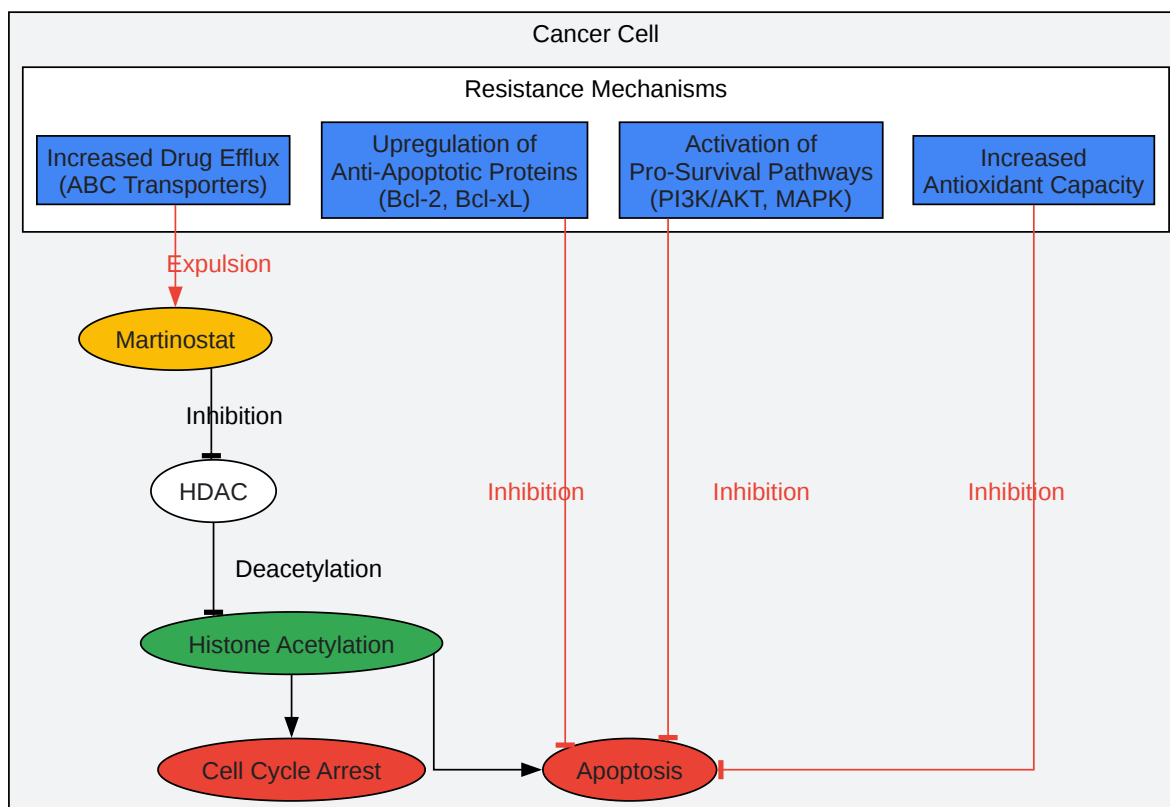 Cancer Cell
Resistance Mechanisms
Increased Drug Efflux
(ABC Transporters)
Upregulation of
Anti-Apoptotic Proteins
(Bcl-2, Bcl-xL)
Activation of
Pro-Survival Pathways
(PI3K/AKT, MAPK)
Increased
Antioxidant Capacity
Expulsion
Martinostat
Inhibition
HDAC
Inhibition
Inhibition
Inhibition
Deacetylation
Histone Acetylation
Cell Cycle Arrest
Apoptosis